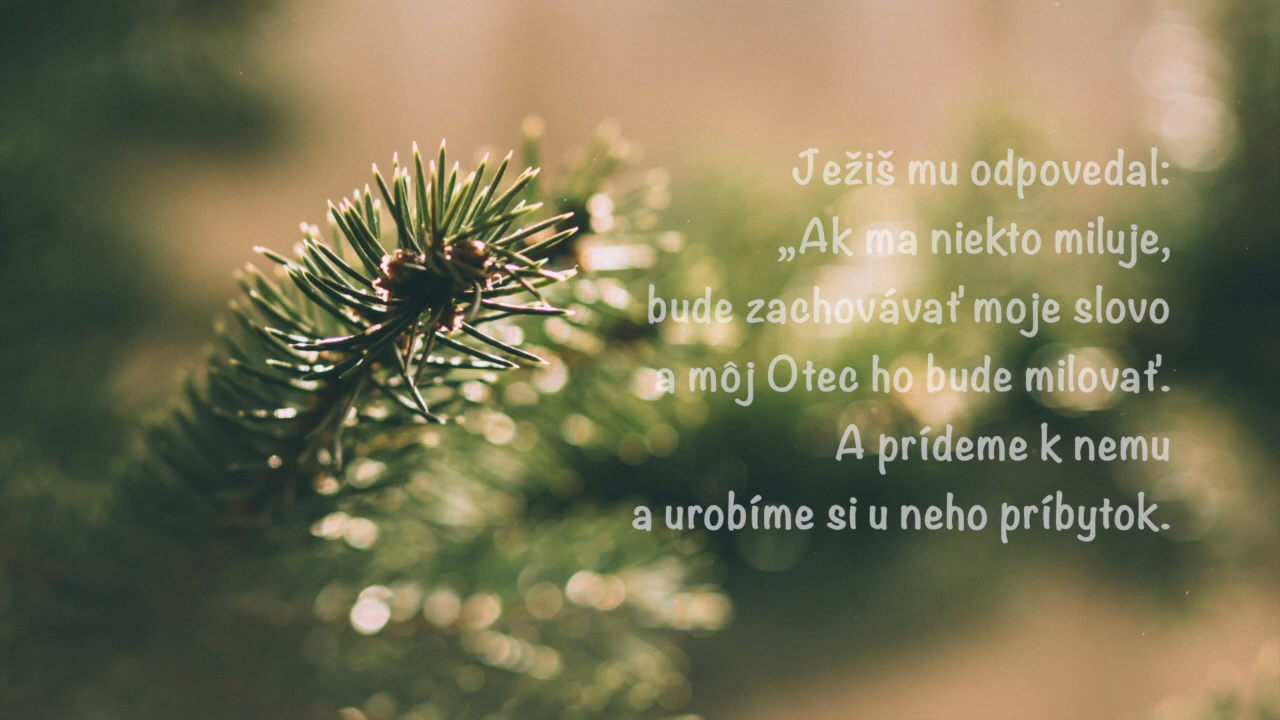 Ježiš mu odpovedal:
„Ak ma niekto miluje,
bude zachovávať moje slovo
a môj Otec ho bude milovať.
A prídeme k nemu
a urobíme si u neho príbytok.